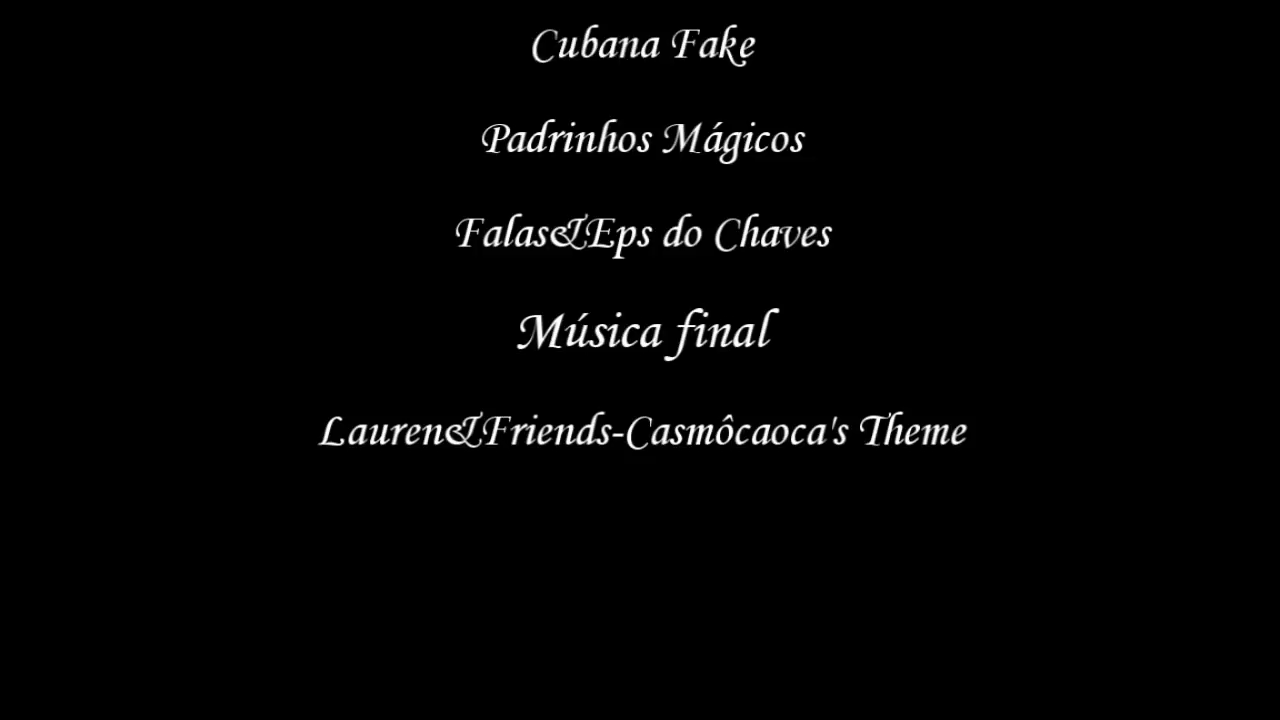 Cubana Fake
Padrinhos Mágicos
Falas&Eps do Chaves
Música final
Lauren&Friends-Casmôcaoca's Theme